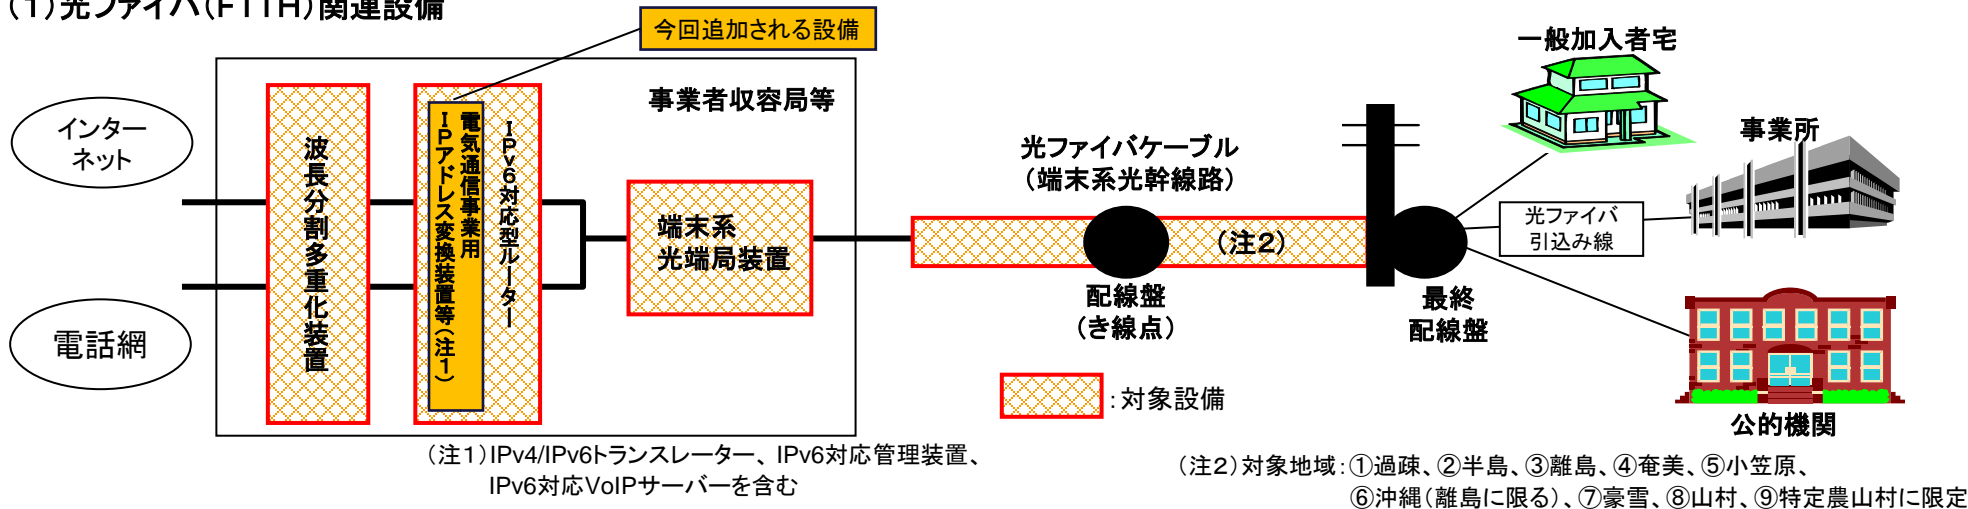 (1)光ファイバ(FTTH)関連設備
今回追加される設備
事業者収容局等
インター
ネット
電話網
波長分割多重化装置
IPv6対応型ルーター
電気通信事業用
IPアドレス変換装置等(注1)
端末系
光端局装置
光ファイバケーブル
(端末系光幹線路)
(注2)
配線盤
(き線点)
最終
配線盤
一般加入者宅
事業所
光ファイバ
引込み線
公的機関
:対象設備
(注1)IPv4/IPv6トランスレーター、IPv6対応管理装置、
IPv6対応VoIPサーバーを含む
(注2)対象地域:①過疎、②半島、③離島、④奄美、⑤小笠原、
⑥沖縄(離島に限る)、⑦豪雪、⑧山村、⑨特定農山村に限定